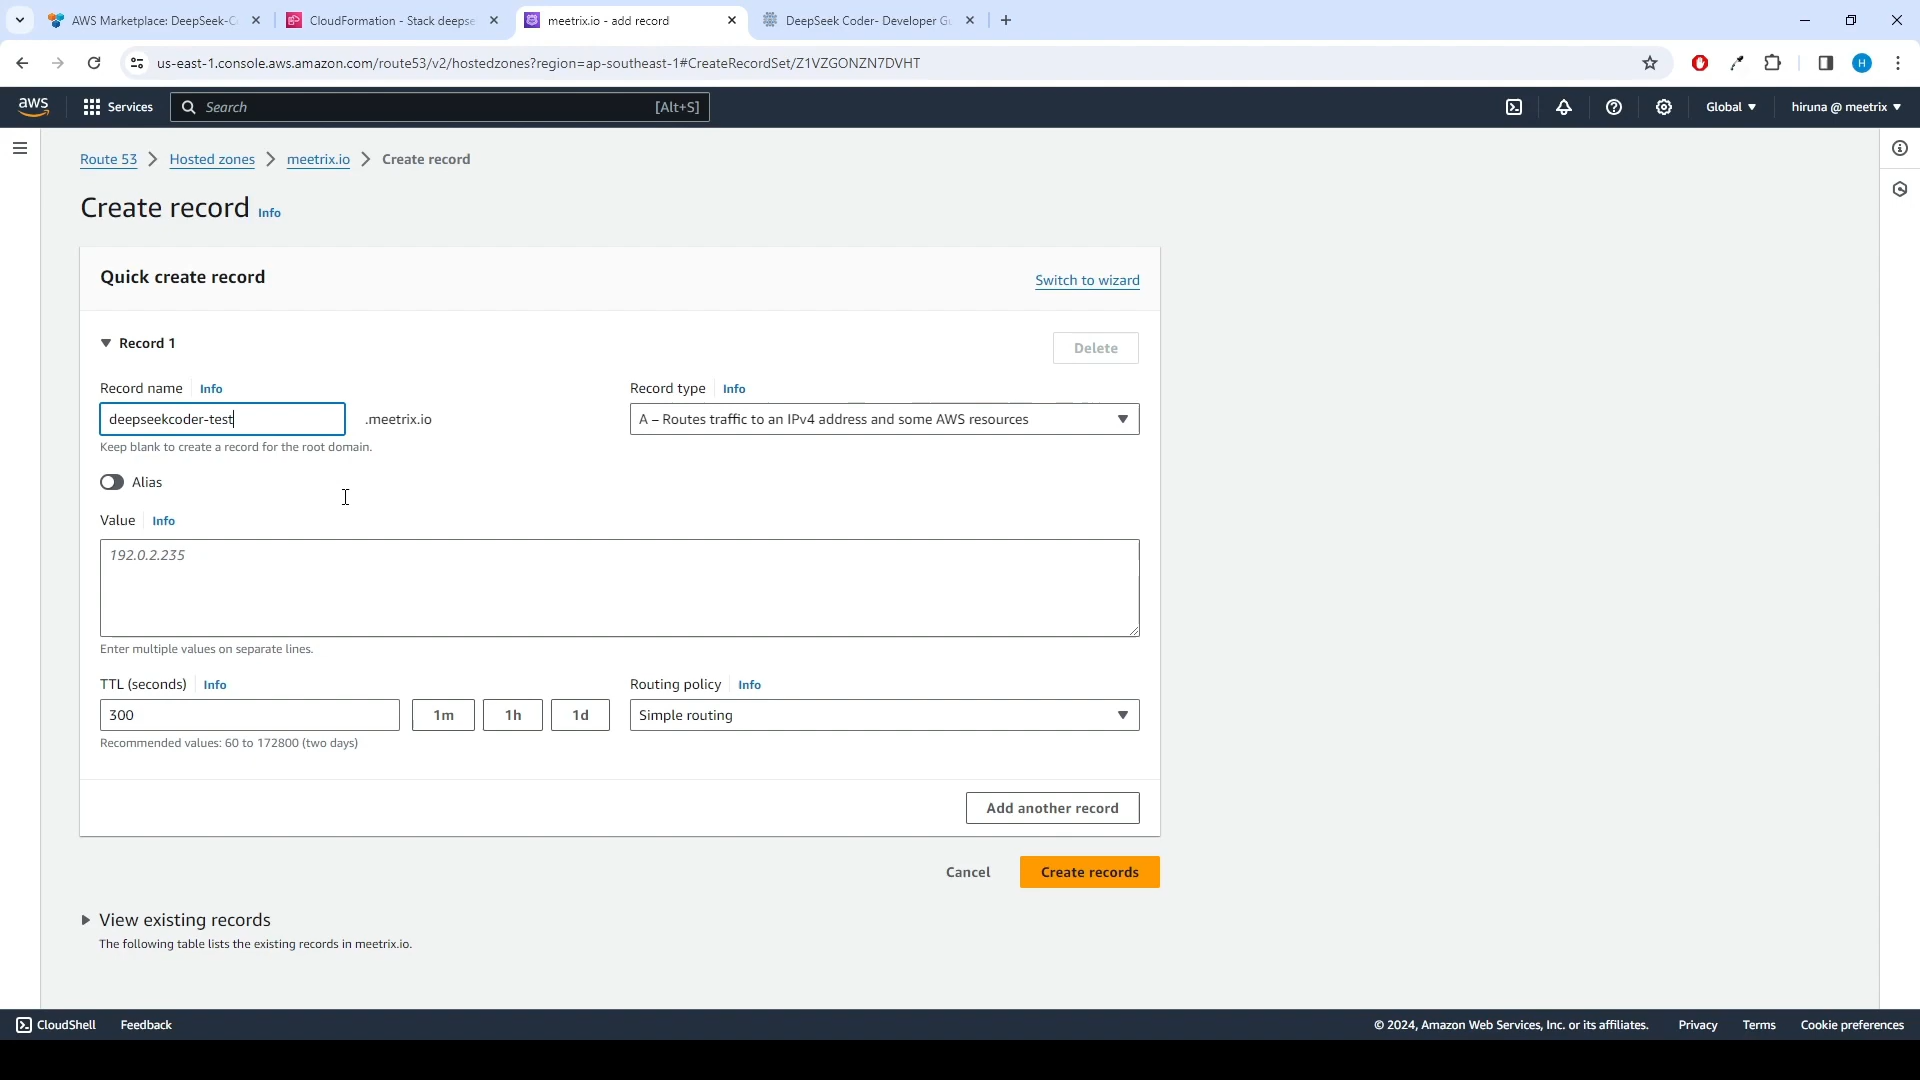 AWS Marketplace: DeepSeek-C
CloudFormation - Stack deepse
meetrix.io - add record
DeepSeek Coder- Developer Gu
us-east-1.console.aws.amazon.com/route53/v2/hostedzones?region=ap-southeast-1#CreateRecordSet/Z1VZGONZN7DVHT
H
aws
Services
Search
[Alt+S]
Global
hiruna @ meetrix
Route 53
Hosted zones
meetrix.io
Create record
Create record Info
Quick create record
Switch to wizard
Record 1
Delete
Record name Info
Record type Info
deepseekcoder-test
.meetrix.io
A – Routes traffic to an IPv4 address and some AWS resources
Keep blank to create a record for the root domain.
Alias
Value Info
192.0.2.235
Enter multiple values on separate lines.
TTL (seconds) Info
Routing policy Info
300
1m
1h
1d
Simple routing
Recommended values: 60 to 172800 (two days)
Add another record
Cancel
Create records
View existing records
The following table lists the existing records in meetrix.io.
CloudShell
Feedback
© 2024, Amazon Web Services, Inc. or its affiliates.
Privacy
Terms
Cookie preferences